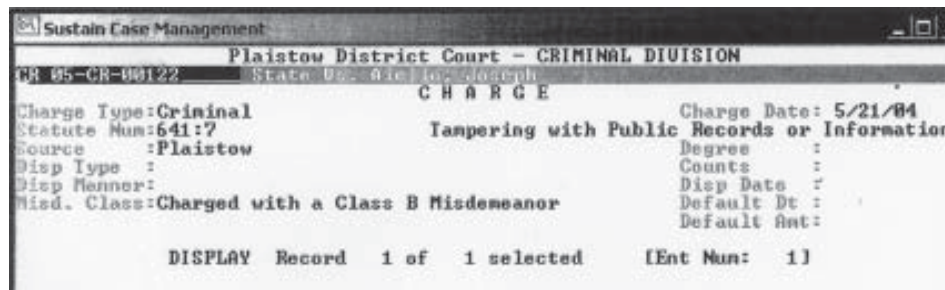 Sustain Case Management
Plaistow District Court - CRIMINAL DIVISION
CR 05-CR-00122 State Vs. Aiello, Joseph
C H A R G E
Charge Type:Criminal Charge Date: 5/21/04
Statute Num:641:7 Tampering with Public Records or Information
Source :Plaistow Degree :
Disp Type : Counts :
Disp Manner: Disp Date :
Misd. Class:Charged with a Class B Misdemeanor Default Dt :
Default Amt:
DISPLAY Record 1 of 1 selected [Ent Num: 1]